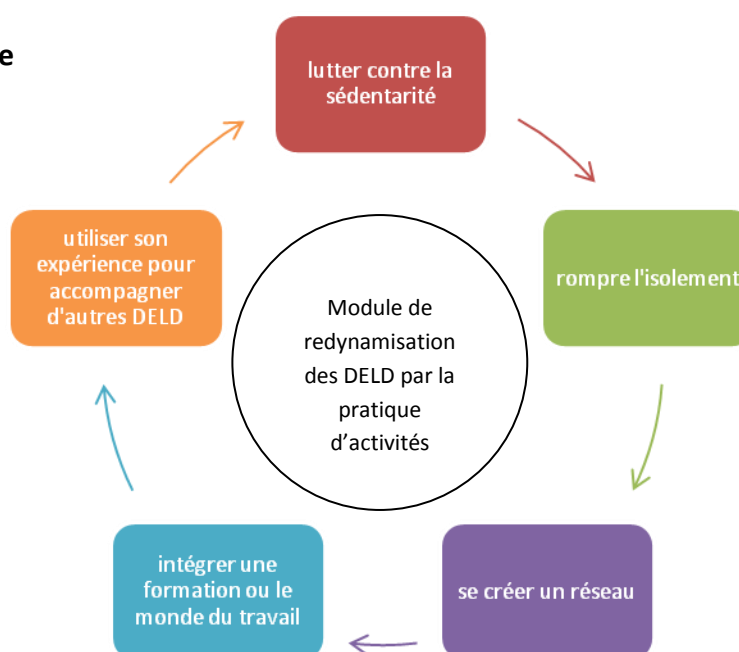 e
lutter contre la
sédentarité
rompre l'isolement
se créer un réseau
intégrer une
formation ou le
monde du travail
utiliser son
expérience pour
accompagner
d'autres DELD
Module de
redynamisation
des DELD par la
pratique
d’activités